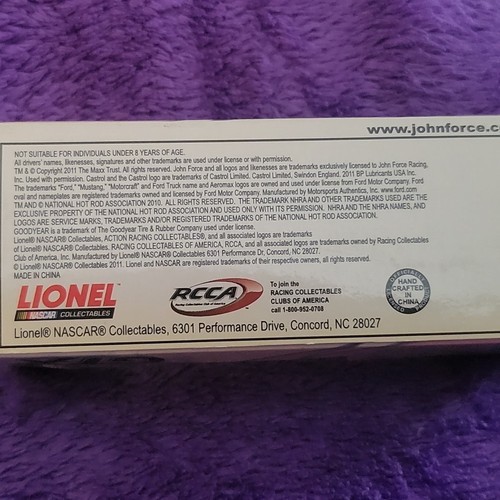 www.johnforce.c
NOT SUITABLE FOR INDIVIDUALS UNDER 8 YEARS OF AGE.
All drivers' names, likenesses, signatures and other trademarks are used under license or with permission.
TM & © Copyright 2011 The Maxx Trust. All rights reserved. John Force and all logos and likenesses are trademarks exclusively licensed to John Force Racing,
Inc. Used with permission. Castrol and the Castrol logo are trademarks of Castrol Limited, Castrol Limited, Swindon England. 2011 BP Lubricants USA Inc.
The trademarks "Ford," "Mustang," "Motorcraft" and Ford Truck name and Aeromax logos are owned and used under license from Ford Motor Company. Ford
oval and nameplates are registered trademarks owned and licensed by Ford Motor Company. Manufactured by Motorsports Authentics, Inc. www.ford.com
TM AND © NATIONAL HOT ROD ASSOCIATION 2010. ALL RIGHTS RESERVED. THE TRADEMARK NHRA AND OTHER TRADEMARKS USED ARE THE
EXCLUSIVE PROPERTY OF THE NATIONAL HOT ROD ASSOCIATION AND USED ONLY WITH ITS PERMISSION. NHRA AND THE NHRA NAMES, AND
LOGOS ARE SERVICE MARKS, TRADEMARKS AND/OR REGISTERED TRADEMARKS OF THE NATIONAL HOT ROD ASSOCIATION.
GOODYEAR is a trademark of The Goodyear Tire & Rubber Company used under license.
Lionel® NASCAR® Collectables, ACTION RACING COLLECTABLES®, and all associated logos are trademarks
of Lionel® NASCAR® Collectables. RACING COLLECTABLES CLUB OF AMERICA, RCCA, and all associated logos are trademarks owned by Racing Collectables
Club of America, Inc. Manufactured by Lionel® NASCAR® Collectables 6301 Performance Dr, Concord, NC 28027.
© Lionel® NASCAR® Collectables 2011. Lionel and NASCAR are registered trademarks of their respective owners, all rights reserved.
MADE IN CHINA
LIONEL
NASCAR COLLECTABLES
RCCA
Racing Collectables Club of America
To join the
RACING COLLECTABLES
CLUBS OF AMERICA
call 1-800-952-0708
HAND
CRAFTED
IN
CHINA
Lionel® NASCAR® Collectables, 6301 Performance Drive, Concord, NC 28027